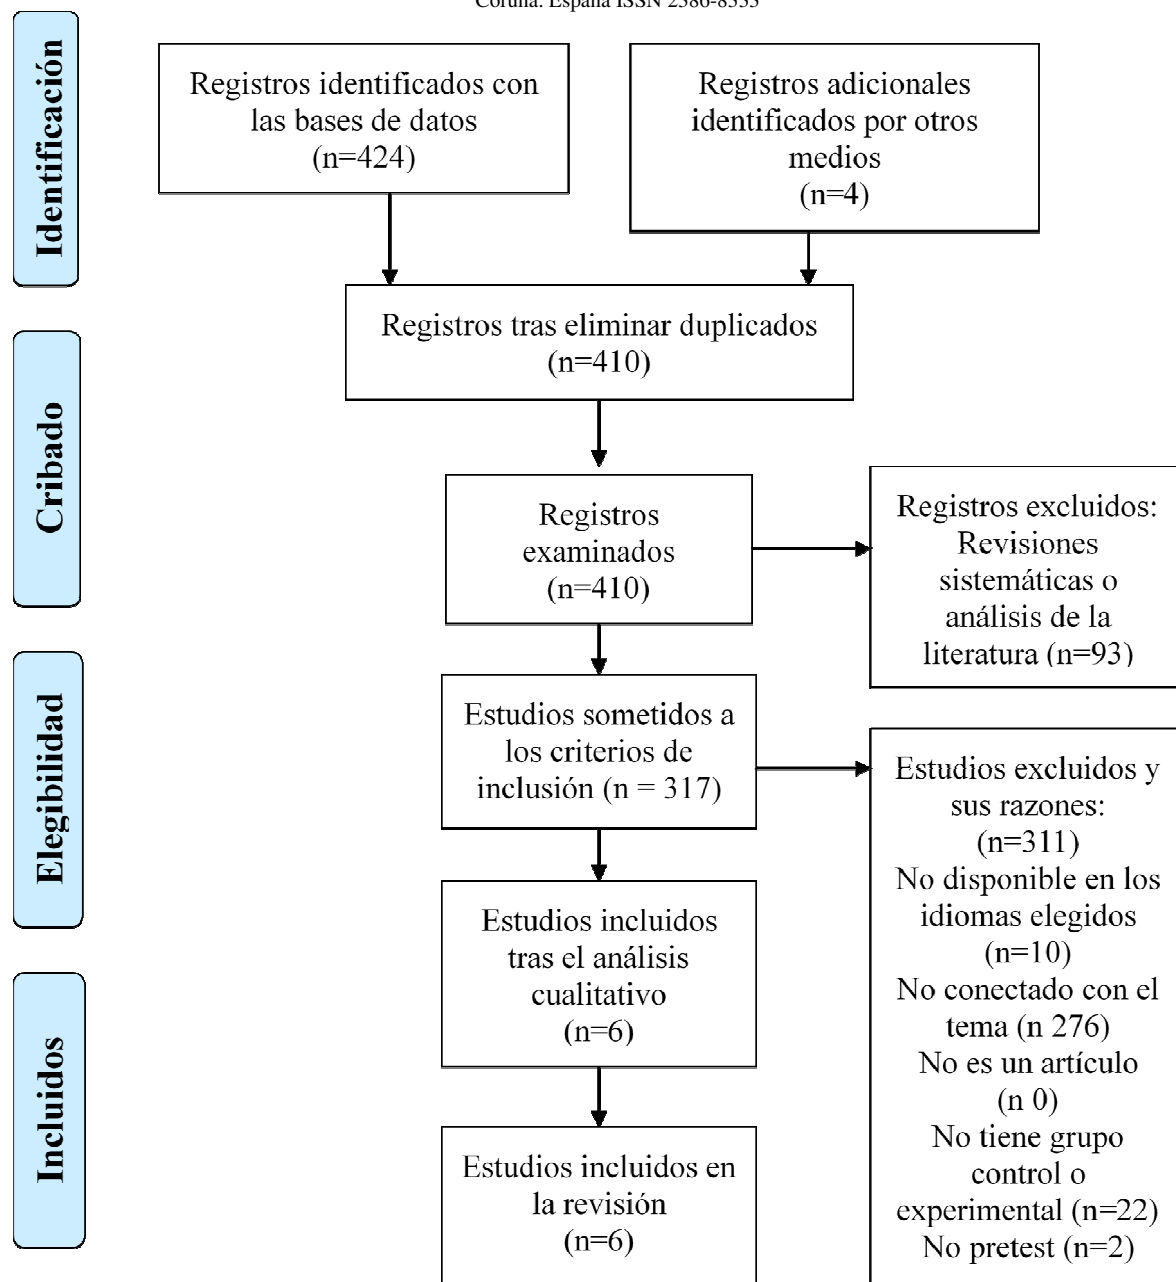 Coruña. España ISSN 2386-8333
Identificación
Registros identificados con
las bases de datos
(n=424)
Registros adicionales
identificados por otros
medios
(n=4)
Registros tras eliminar duplicados
(n=410)
Cribado
Registros
examinados
(n=410)
Registros excluidos:
Revisiones
sistemáticas o
análisis de la
literatura (n=93)
Elegibilidad
Estudios sometidos a
los criterios de
inclusión (n = 317)
Estudios excluidos y
sus razones:
(n=311)
No disponible en los
idiomas elegidos
(n=10)
No conectado con el
tema (n 276)
No es un artículo
(n 0)
No tiene grupo
control o
experimental (n=22)
No pretest (n=2)
Estudios incluidos
tras el análisis
cualitativo
(n=6)
Incluidos
Estudios incluidos en
la revisión
(n=6)